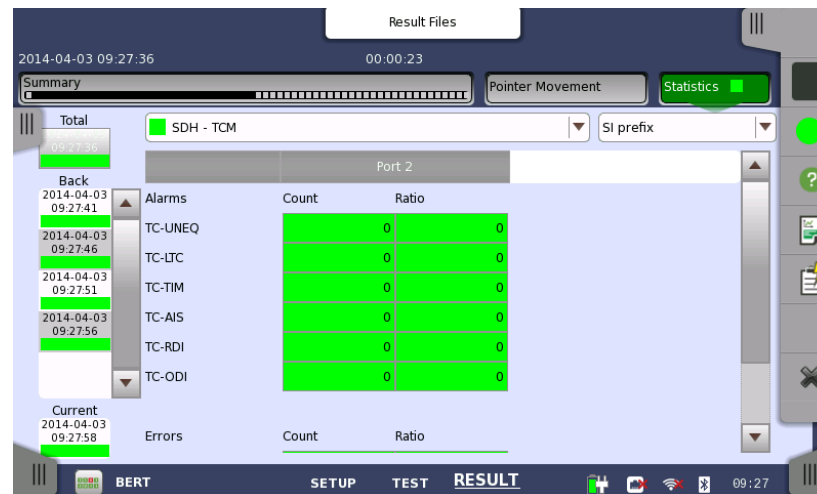 Result Files
2014-04-03 09:27:36 00:00:23
Summary Pointer Movement Statistics
Total SDH - TCM SI prefix
09:27:36
Port 2
Back
2014-04-03
09:27:41
Alarms Count Ratio
TC-UNEQ 0 0
2014-04-03
09:27:46
TC-LTC 0 0
2014-04-03
09:27:51
TC-TIM 0 0
2014-04-03
09:27:56
TC-AIS 0 0
TC-RDI 0 0
TC-ODI 0 0
Current
2014-04-03
09:27:58
Errors Count Ratio
BERT SETUP TEST RESULT 09:27